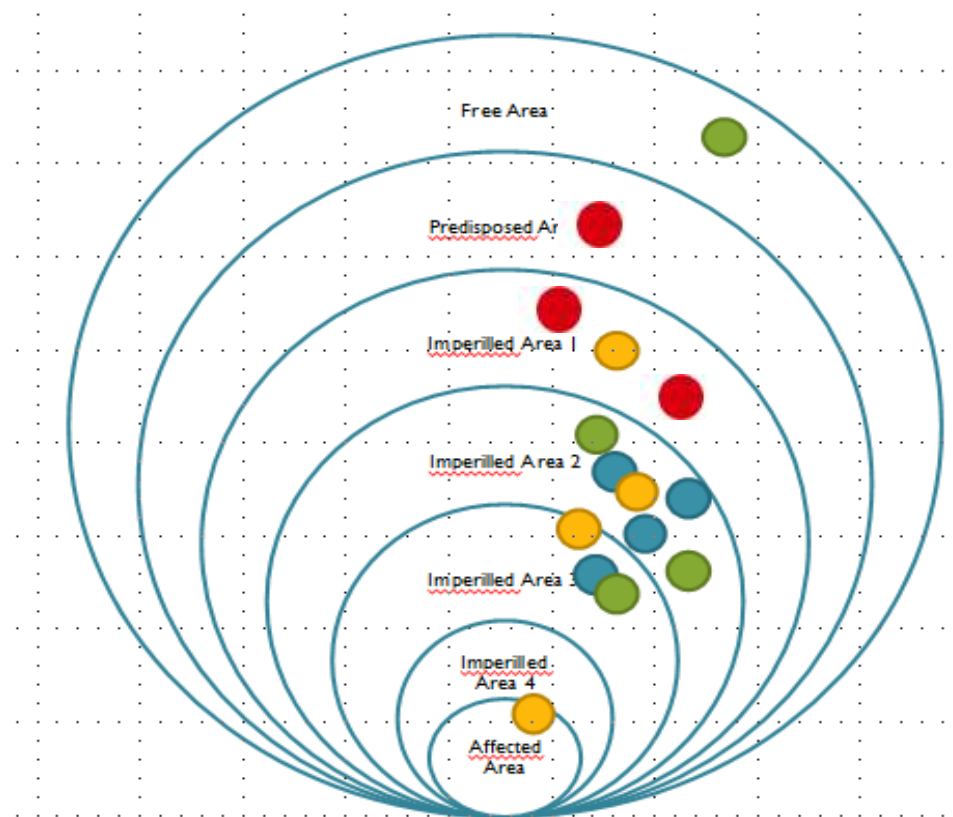 Free Area
Predisposed Ar
Imperilled Area 1
Imperilled Area 2
Imperilled Area 3
Imperilled
Area 4
Affected
Area